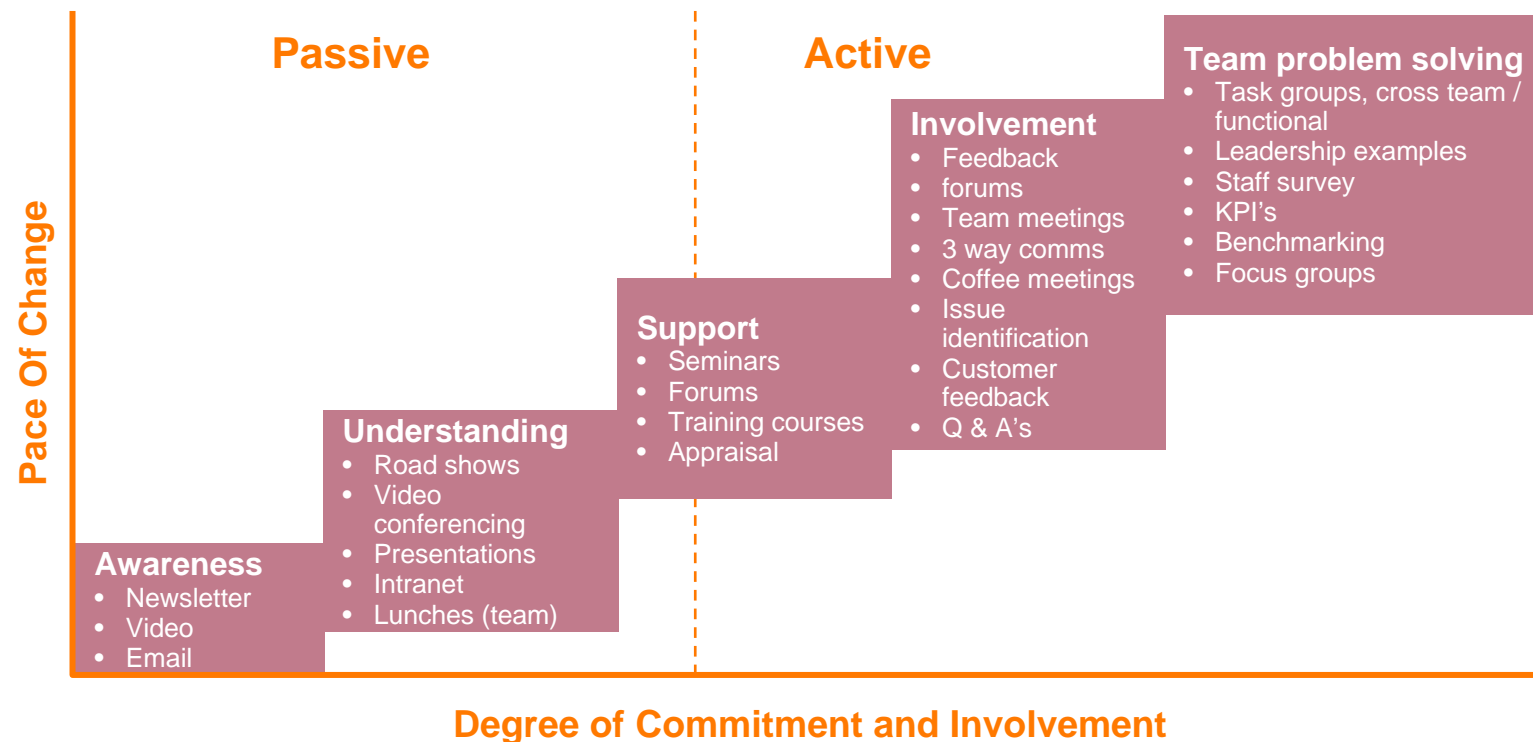 Passive
Active
Pace Of Change
Awareness
• Newsletter
• Video
• Email
Understanding
• Road shows
• Video
conferencing
• Presentations
• Intranet
• Lunches (team)
Support
• Seminars
• Forums
• Training courses
• Appraisal
Involvement
• Feedback
• forums
• Team meetings
• 3 way comms
• Coffee meetings
• Issue
identification
• Customer
feedback
• Q & A's
Team problem solving
• Task groups, cross team /
functional
• Leadership examples
• Staff survey
• KPI's
• Benchmarking
• Focus groups
Degree of Commitment and Involvement